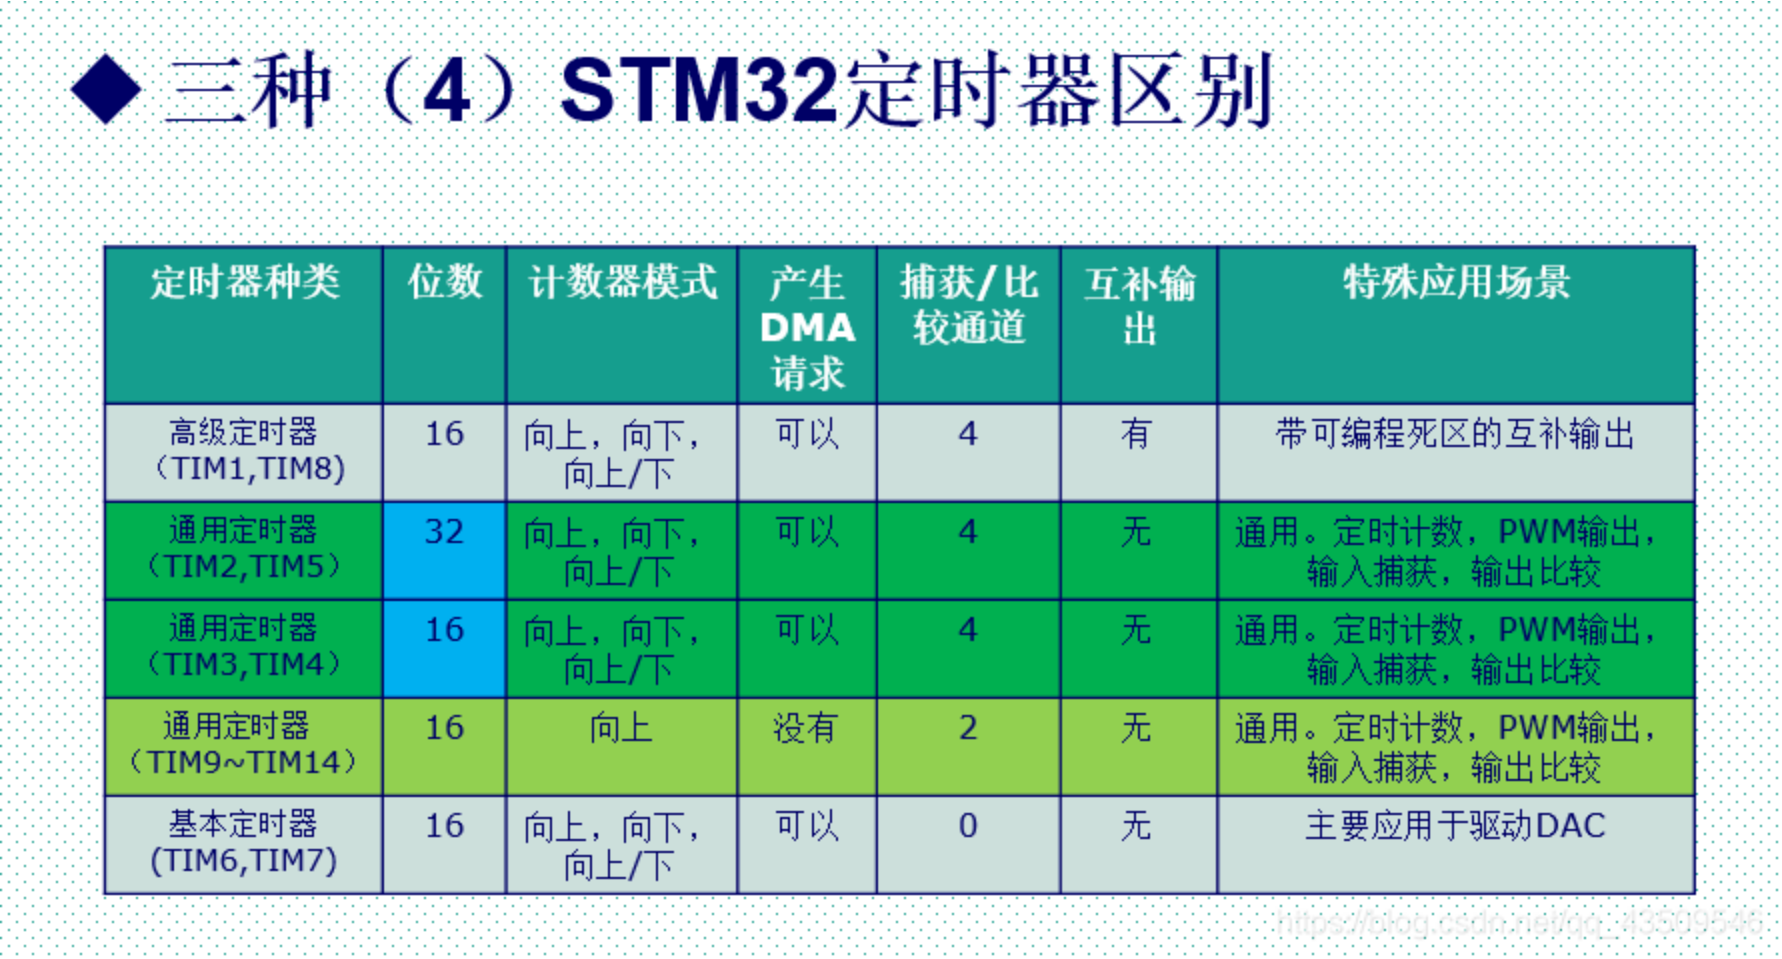 ◆三种（4）STM32定时器区别
定时器种类 位数 计数器模式 产生 捕获/比 互补输 特殊应用场景
DMA 较通道 出
请求
高级定时器 16 向上，向下， 可以 4 有 带可编程死区的互补输出
（TIM1,TIM8) 向上/下
通用定时器 32 向上，向下， 可以 4 无 通用。定时计数，PWM输出，
（TIM2,TIM5） 向上/下 输入捕获，输出比较
通用定时器 16 向上，向下， 可以 4 无 通用。定时计数，PWM输出，
（TIM3,TIM4） 向上/下 输入捕获，输出比较
通用定时器 16 向上 没有 2 无 通用。定时计数，PWM输出，
（TIM9~TIM14） 输入捕获，输出比较
基本定时器 16 向上，向下， 可以 0 无 主要应用于驱动DAC
(TIM6,TIM7) 向上/下
https://blog.csdn.net/qq_43509546